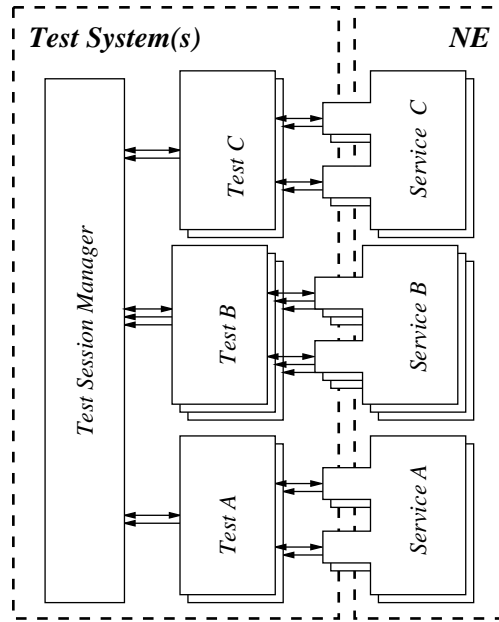 Test System(s)
NE
Test Session Manager
Test C
Service C
Test B
Service B
Test A
Service A